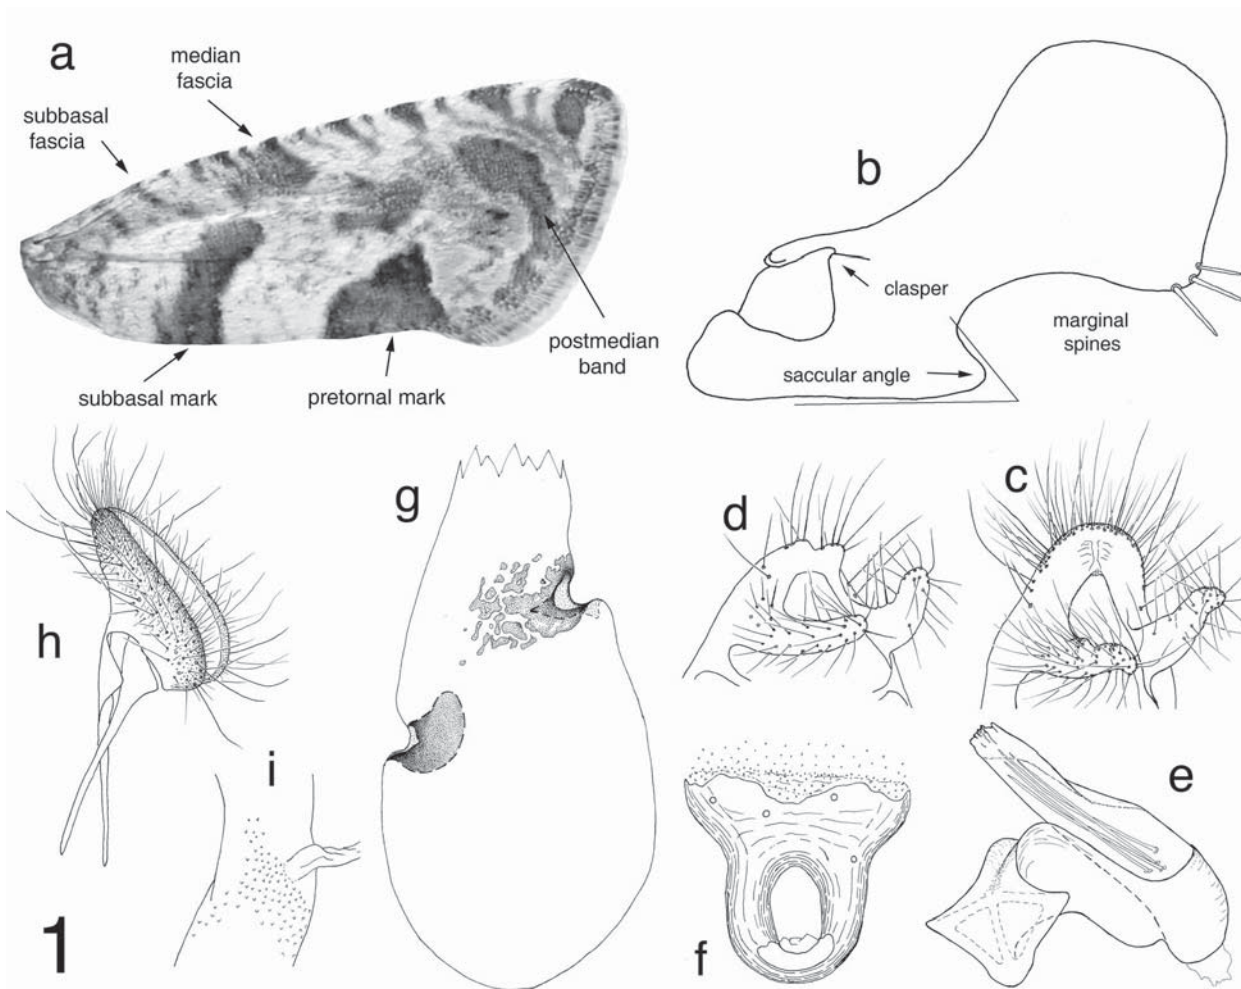 a
median
fascia
subbasal
fascia
subbasal mark
pretornal mark
postmedian
band
b
clasper
marginal
spines
saccular angle
h
g
d
c
i
1
f
e